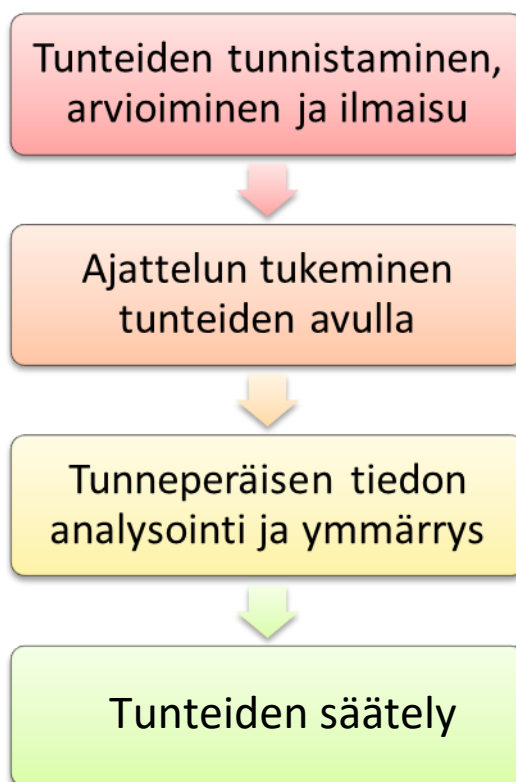 Tunteiden tunnistaminen,
arvioiminen ja ilmaisu
Ajattelun tukeminen
tunteiden avulla
Tunneperäisen tiedon
analysointi ja ymmärrys
Tunteiden säätely